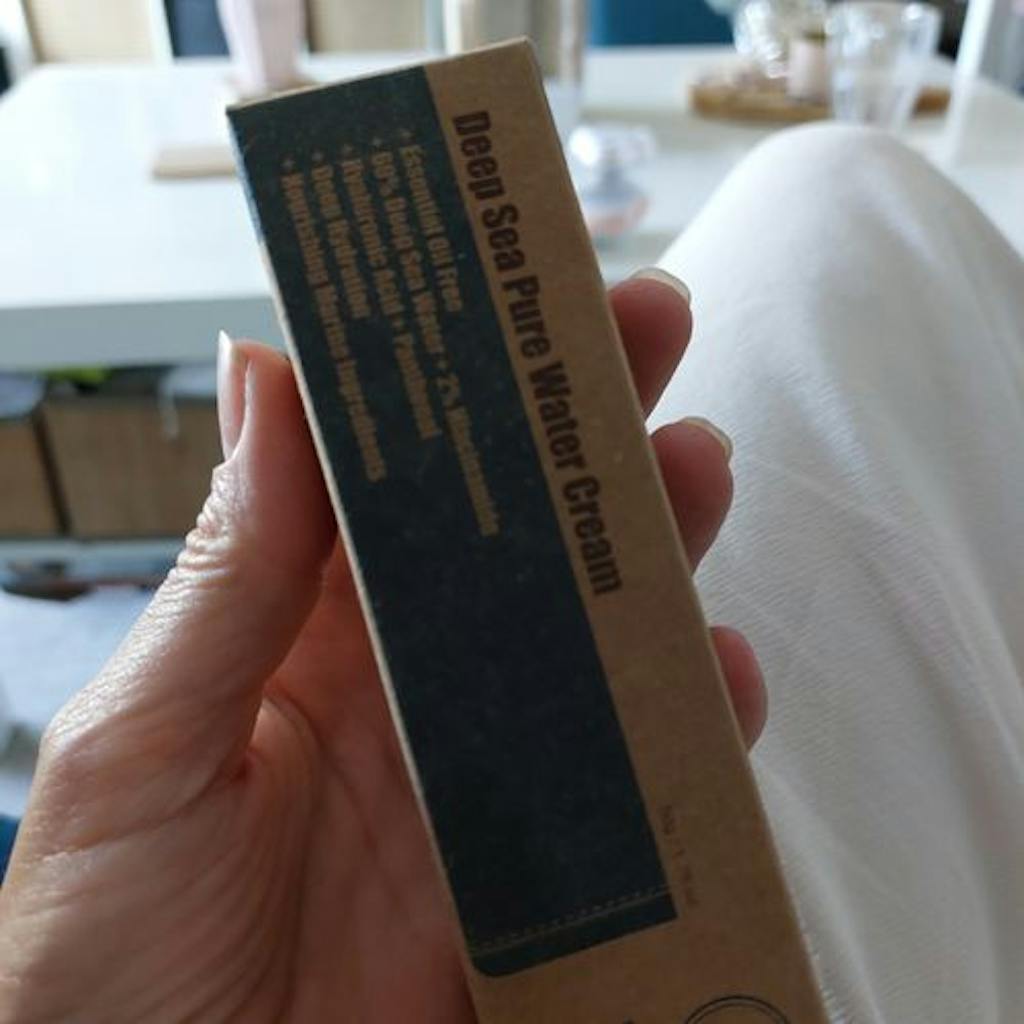 Deep Sea Pure Water Cream
+ Essential Oil Free
+ 60% Deep Sea Water + 2% Niacinamide
+ Hyaluronic Acid + Panthenol
+ Deep Hydration
+ Nourishing Marine Ingredients